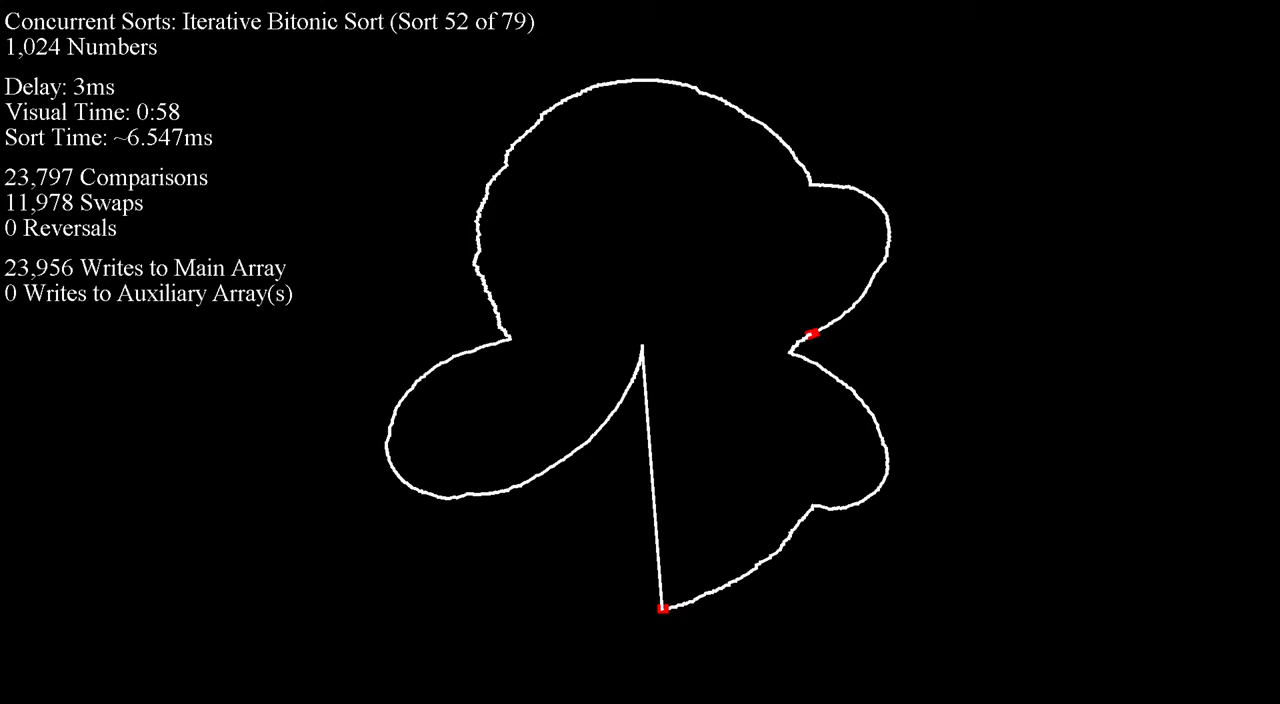 Concurrent Sorts: Iterative Bitonic Sort (Sort 52 of 79)
1,024 Numbers
Delay: 3ms
Visual Time: 0:58
Sort Time: ~6.547ms
23,797 Comparisons
11,978 Swaps
0 Reversals
23,956 Writes to Main Array
0 Writes to Auxiliary Array(s)